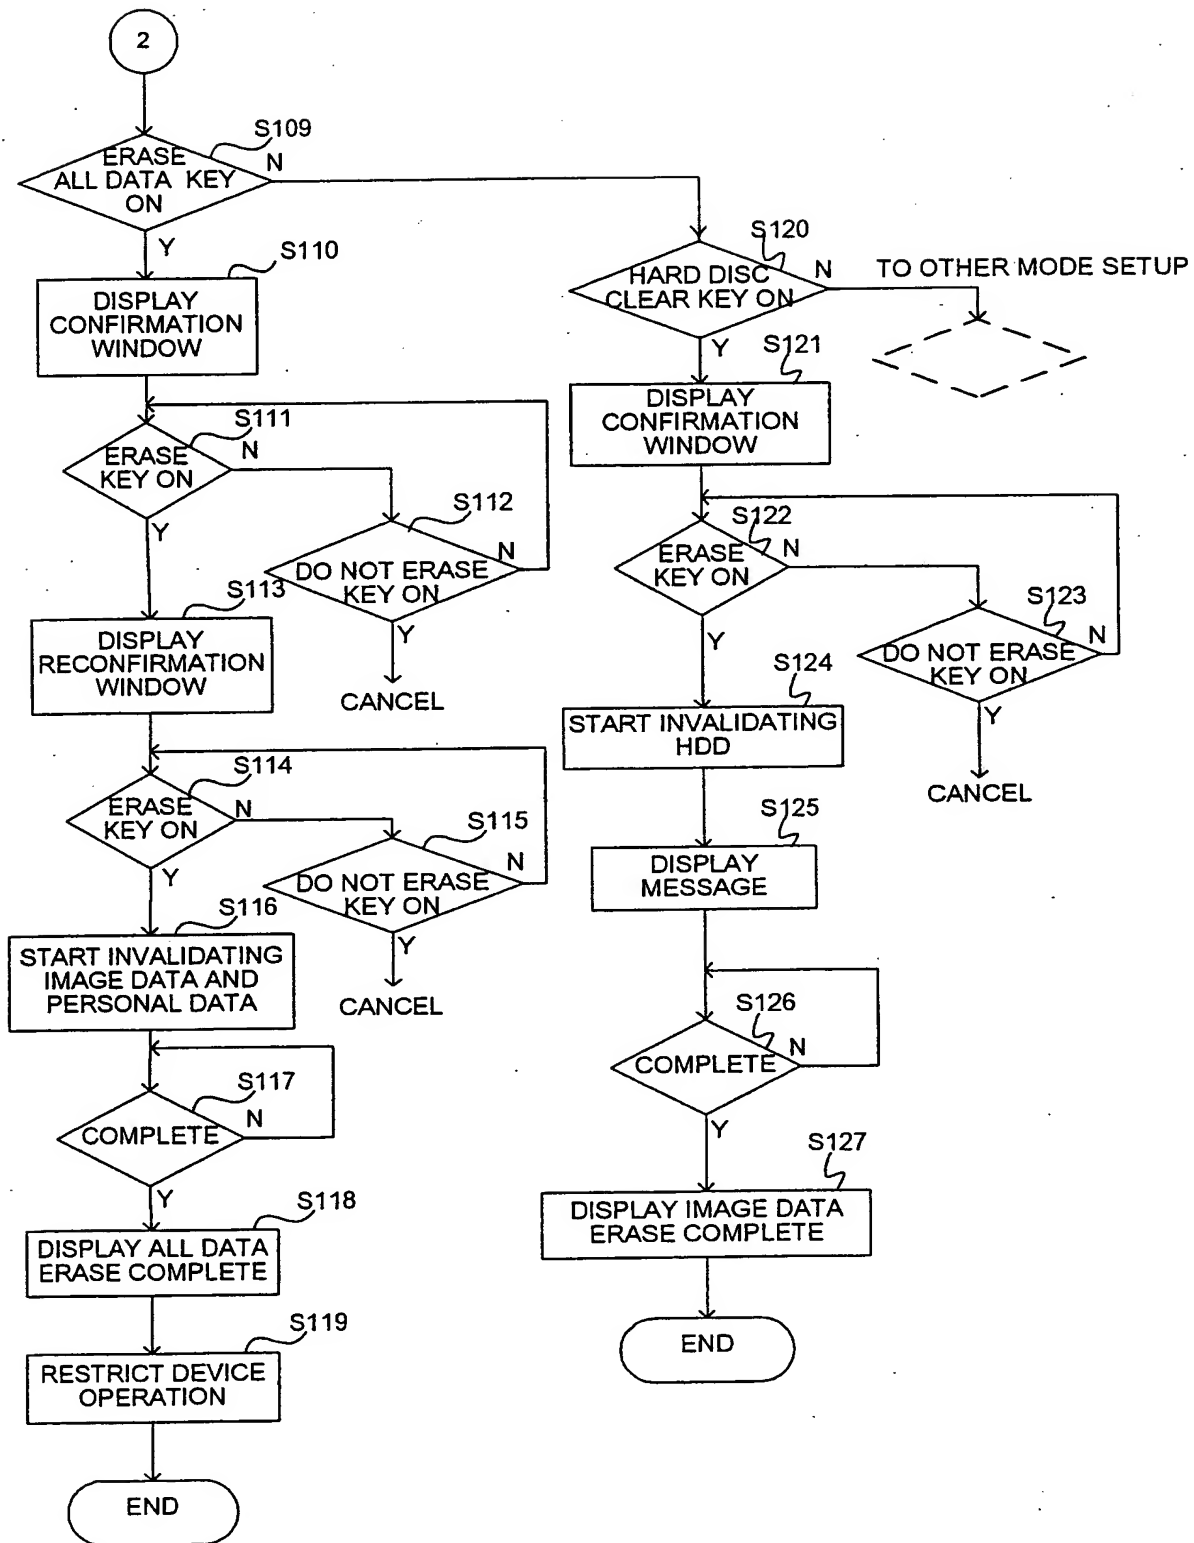 2
S109
ERASE
ALL DATA KEY
ON
N
Y
S110
DISPLAY
CONFIRMATION
WINDOW
S111
ERASE
KEY ON
N
Y
S112
DO NOT ERASE
KEY ON
N
Y
CANCEL
S113
DISPLAY
RECONFIRMATION
WINDOW
S114
ERASE
KEY ON
N
Y
S115
DO NOT ERASE
KEY ON
N
Y
CANCEL
S116
START INVALIDATING
IMAGE DATA AND
PERSONAL DATA
S117
COMPLETE
N
Y
S118
DISPLAY ALL DATA
ERASE COMPLETE
S119
RESTRICT DEVICE
OPERATION
END
S120
HARD DISC
CLEAR KEY ON
N
TO OTHER MODE SETUP
Y
S121
DISPLAY
CONFIRMATION
WINDOW
S122
ERASE
KEY ON
N
Y
S123
DO NOT ERASE
KEY ON
N
Y
CANCEL
S124
START INVALIDATING
HDD
S125
DISPLAY
MESSAGE
S126
COMPLETE
N
Y
S127
DISPLAY IMAGE DATA
ERASE COMPLETE
END